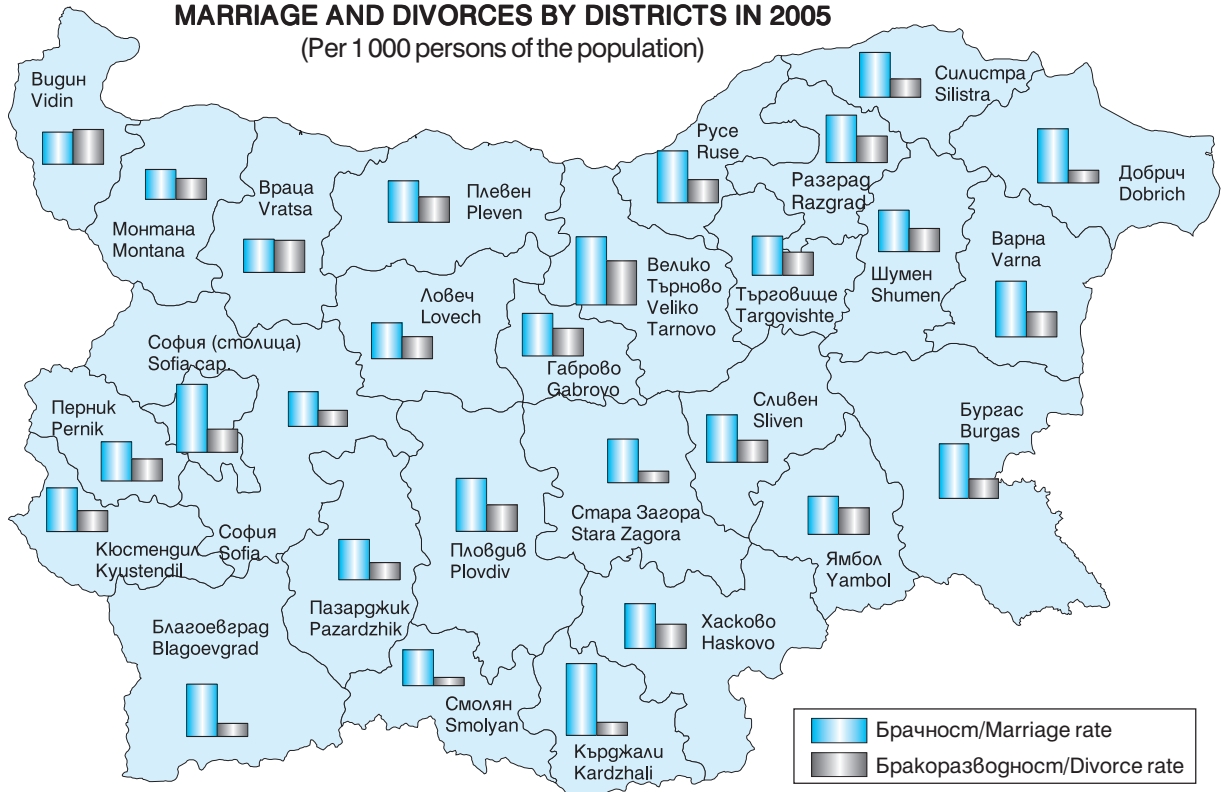 MARRIAGE AND DIVORCES BY DISTRICTS IN 2005
(Per 1 000 persons of the population)
Видин
Vidin
Монтана
Montana
Враца
Vratsa
Плевен
Pleven
Русе
Ruse
Силистра
Silistra
Разград
Razgrad
Добрич
Dobrich
Ловеч
Lovech
Велико
Търново
Veliko
Tarnovo
Търговище
Targovishte
Шумен
Shumen
Варна
Varna
София (столица)
Sofia cap.
Габрово
Gabrovo
Перник
Pernik
Сливен
Sliven
Бургас
Burgas
Кюстендил
Kyustendil
София
Sofia
Пловдив
Plovdiv
Стара Загора
Stara Zagora
Ямбол
Yambol
Пазарджик
Pazardzhik
Благоевград
Blagoevgrad
Хасково
Haskovo
Смолян
Smolyan
Кърджали
Kardzhali
Брачност/Marriage rate
Бракоразводност/Divorce rate